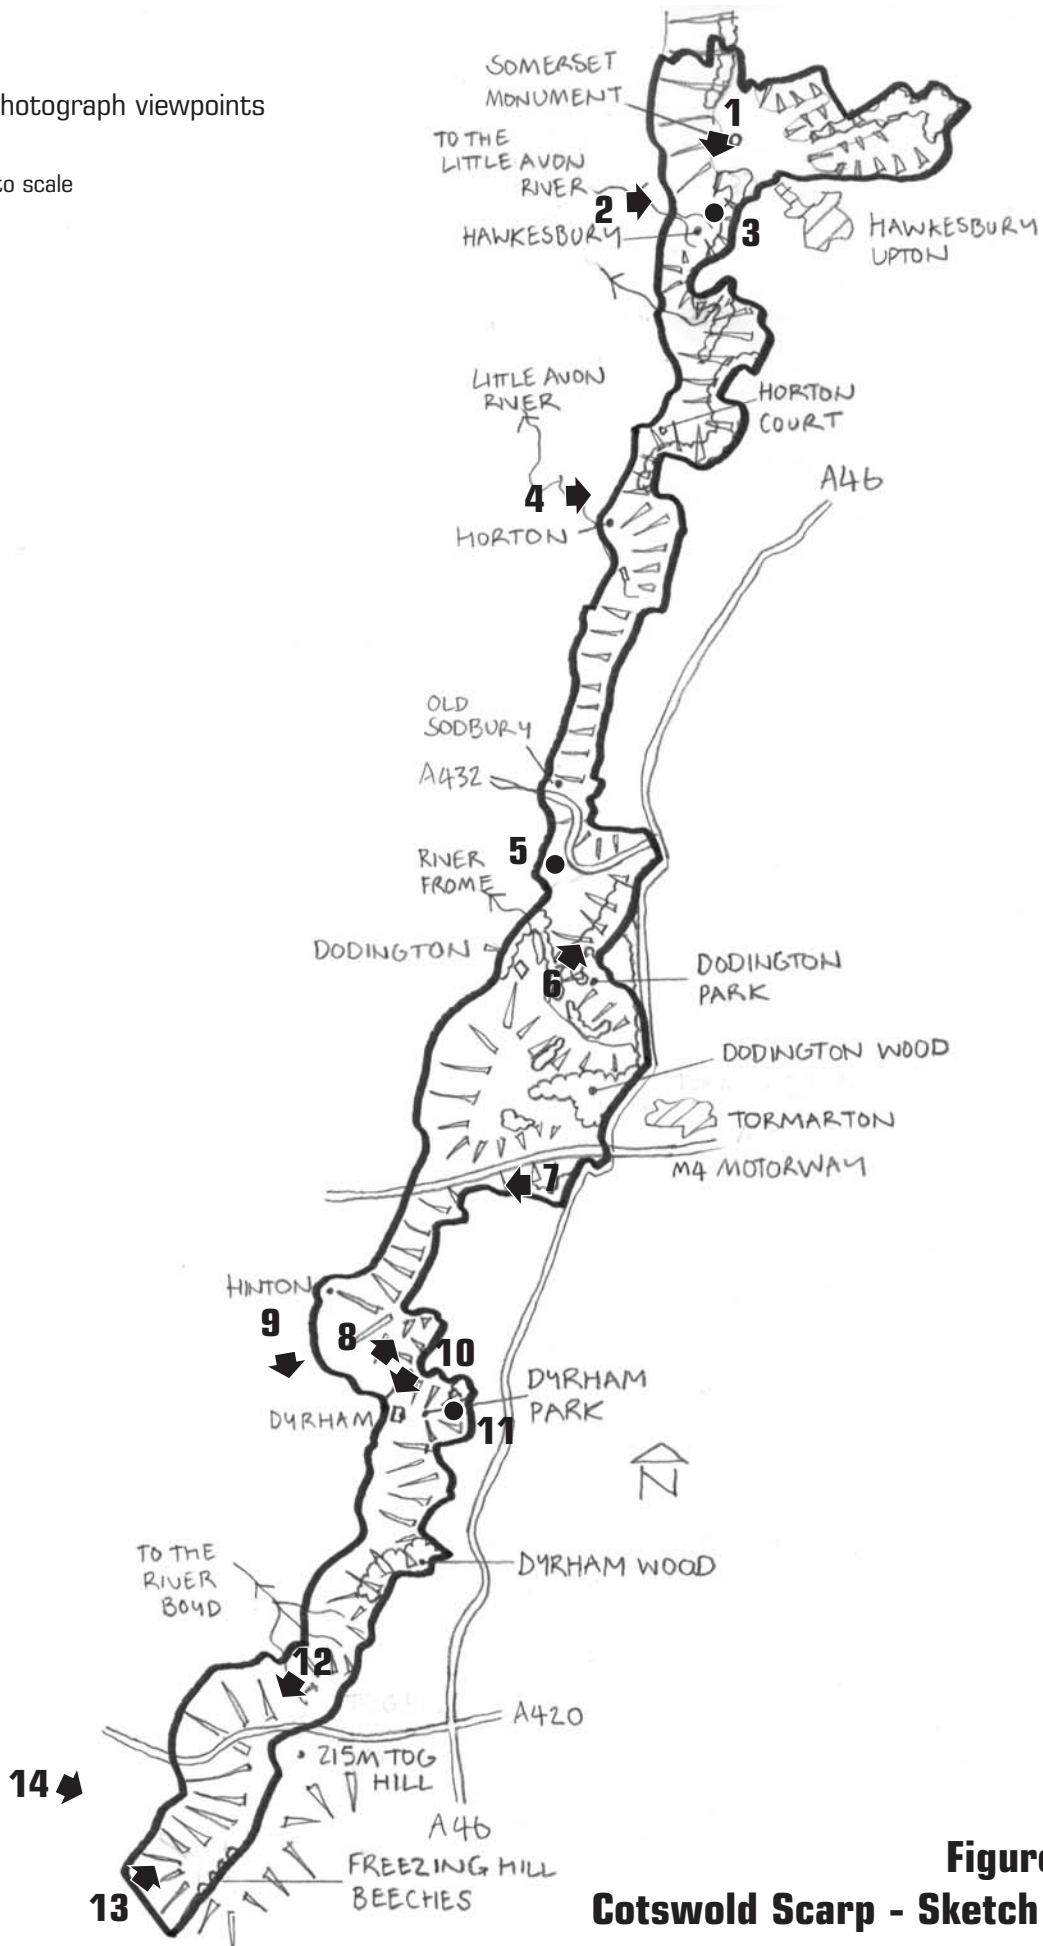 hotograph viewpoints
to scale
SOMERSET
MONUMENT
1
TO THE
LITTLE AVON
RIVER
2
HAWKESBURY
3
HAWKESBURY
UPTON
LITTLE AVON
RIVER
HORTON
COURT
A46
4
HORTON
OLD
SODBURY
A432
5
RIVER
FROME
DODINGTON
6
DODINGTON
PARK
DODINGTON WOOD
TORMARTON
M4 MOTORWAY
7
HINTON
9
8
10
DYRHAM
PARK
DYRHAM
11
N
TO THE
RIVER
BOYD
DYRHAM WOOD
12
A420
215M TOG
HILL
14
A46
FREEZING HILL
BEECHES
13
Figure
Cotswold Scarp - Sketch